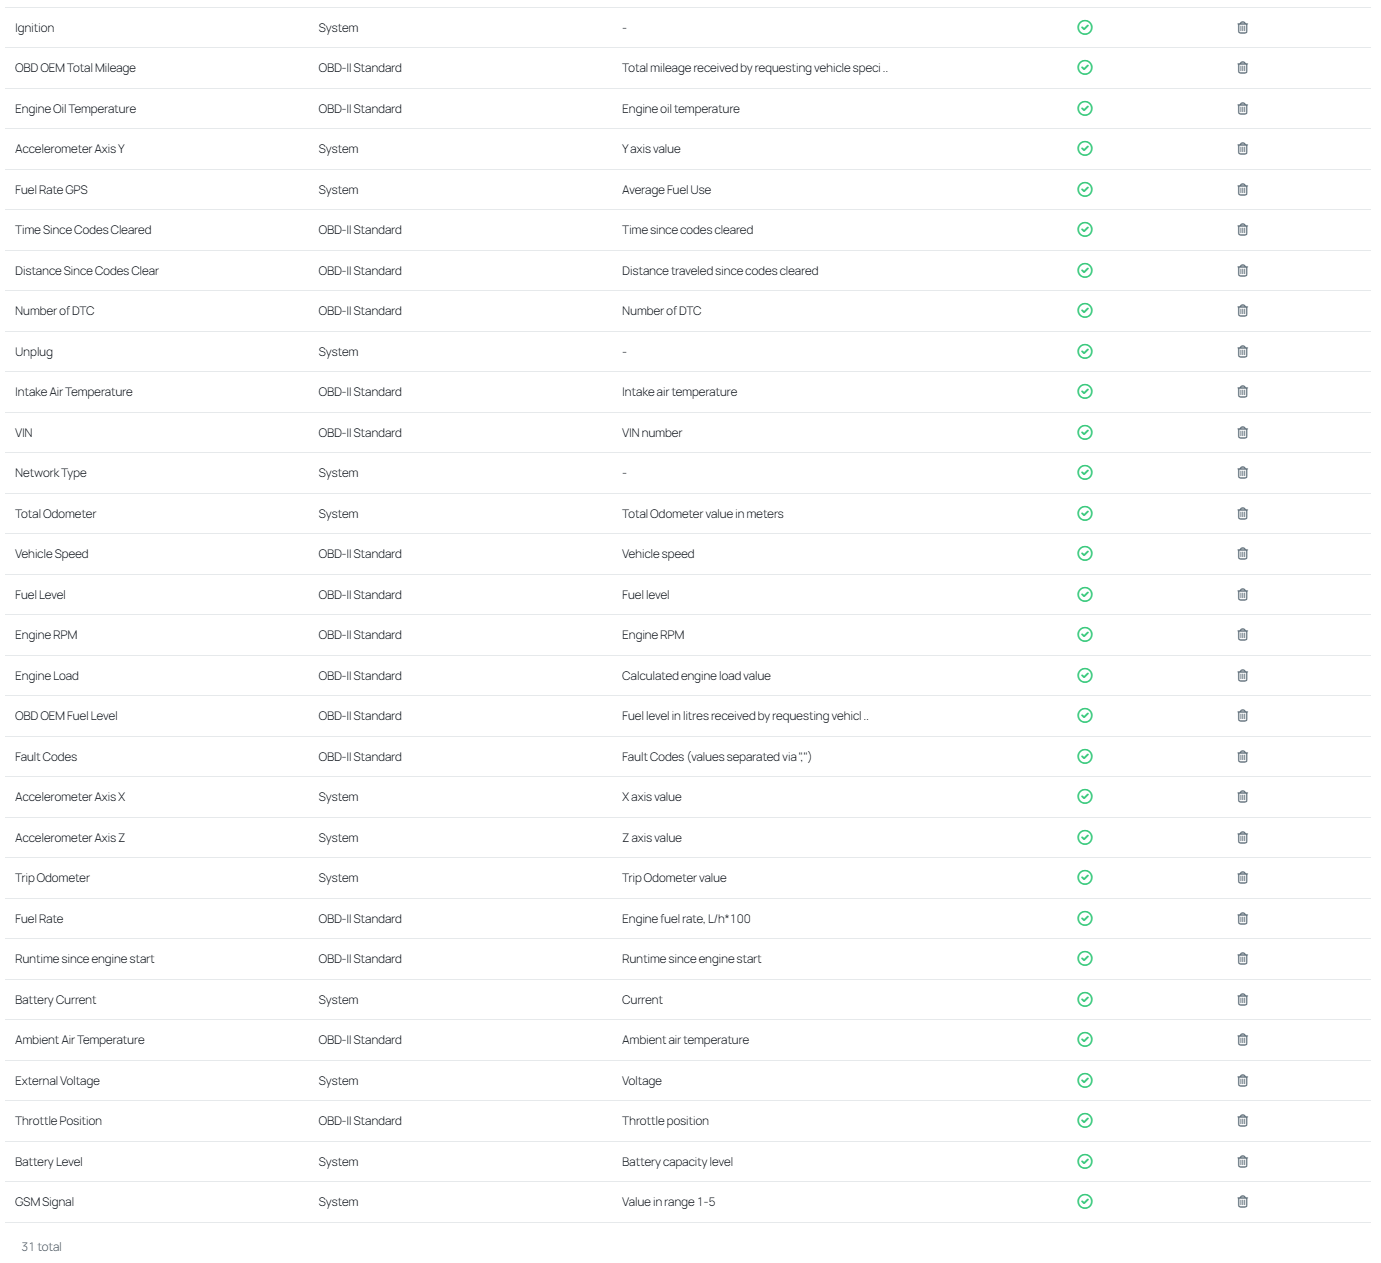 Ignition System -
OBD OEM Total Mileage OBD-II Standard Total mileage received by requesting vehicle speci ..
Engine Oil Temperature OBD-II Standard Engine oil temperature
Accelerometer Axis Y System Y axis value
Fuel Rate GPS System Average Fuel Use
Time Since Codes Cleared OBD-II Standard Time since codes cleared
Distance Since Codes Clear OBD-II Standard Distance traveled since codes cleared
Number of DTC OBD-II Standard Number of DTC
Unplug System -
Intake Air Temperature OBD-II Standard Intake air temperature
VIN OBD-II Standard VIN number
Network Type System -
Total Odometer System Total Odometer value in meters
Vehicle Speed OBD-II Standard Vehicle speed
Fuel Level OBD-II Standard Fuel level
Engine RPM OBD-II Standard Engine RPM
Engine Load OBD-II Standard Calculated engine load value
OBD OEM Fuel Level OBD-II Standard Fuel level in litres received by requesting vehicl ..
Fault Codes OBD-II Standard Fault Codes (values separated via ",")
Accelerometer Axis X System X axis value
Accelerometer Axis Z System Z axis value
Trip Odometer System Trip Odometer value
Fuel Rate OBD-II Standard Engine fuel rate, L/h*100
Runtime since engine start OBD-II Standard Runtime since engine start
Battery Current System Current
Ambient Air Temperature OBD-II Standard Ambient air temperature
External Voltage System Voltage
Throttle Position OBD-II Standard Throttle position
Battery Level System Battery capacity level
GSM Signal System Value in range 1-5
31 total